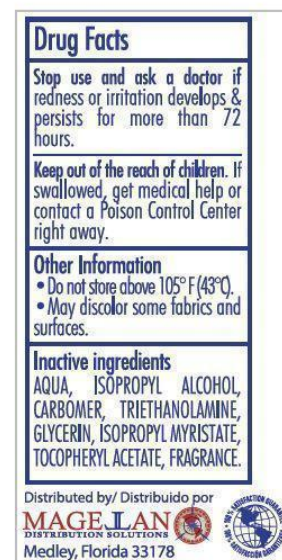 Drug Facts
Stop use and ask a doctor if
redness or irritation develops &
persists for more than 72
hours.
Keep out of the reach of children. If
swallowed, get medical help or
contact a Poison Control Center
right away.
Other Information
• Do not store above 105° F (43°C).
• May discolor some fabrics and
surfaces.
Inactive ingredients
AQUA, ISOPROPYL ALCOHOL,
CARBOMER, TRIETHANOLAMINE,
GLYCERIN, ISOPROPYL MYRISTATE,
TOCOPHERYL ACETATE, FRAGRANCE.
Distributed by/ Distribuido por
MAGELLAN
DISTRIBUTION SOLUTIONS
Medley, Florida 33178
100% SATISFACTION